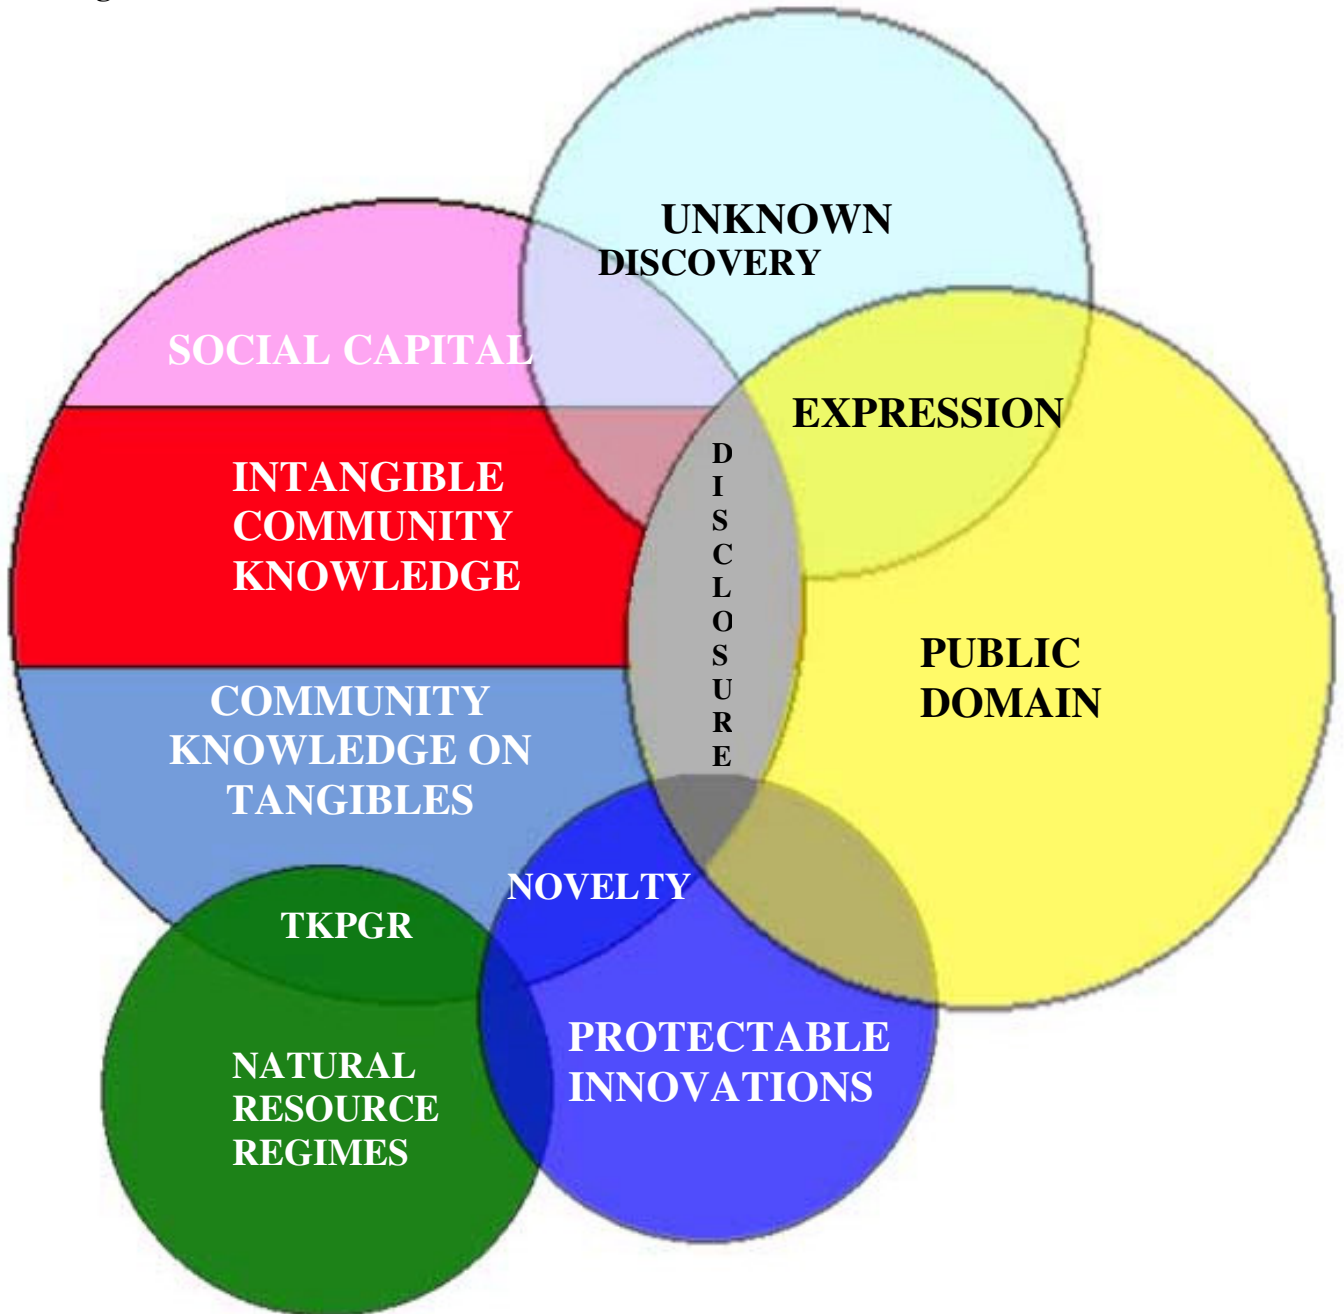 UNKNOWN
DISCOVERY
SOCIAL CAPITAL
EXPRESSION
INTANGIBLE
COMMUNITY
KNOWLEDGE
D
I
S
C
L
O
S
U
R
E
PUBLIC
DOMAIN
COMMUNITY
KNOWLEDGE ON
TANGIBLES
NOVELTY
TKPGR
PROTECTABLE
INNOVATIONS
NATURAL
RESOURCE
REGIMES